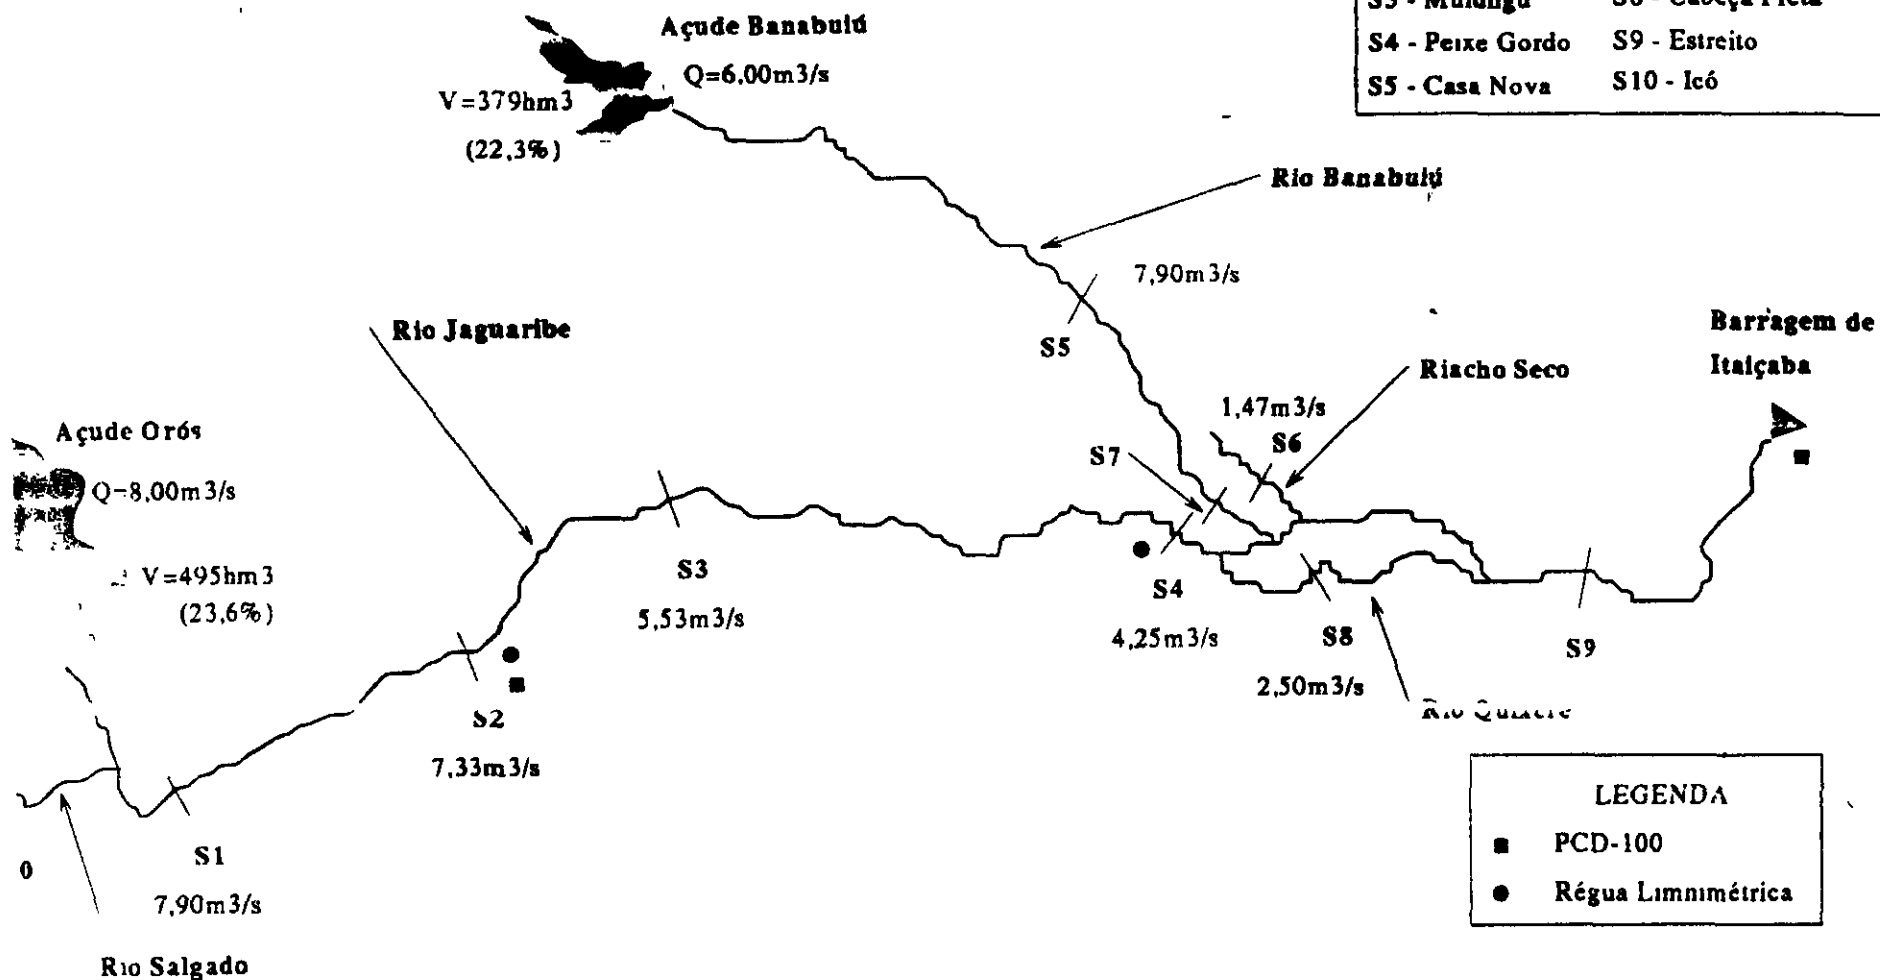 S4 - Peixe Gordo S9 - Estreito
S5 - Casa Nova S10 - Icó
Açude Banabuiú
Q=6,00m3/s
V=379hm3
(22,3%)
Rio Banabuiú
7,90m3/s
S5
Rio Jaguaribe
Barragem de
Itaiçaba
Riacho Seco
1,47m3/s
S6
S7
Açude Orós
Q=8,00m3/s
V=495hm3
(23,6%)
S3
5,53m3/s
S4
4,25m3/s
S8
2,50m3/s
S9
Rio
S2
7,33m3/s
S1
7,90m3/s
0
Rio Salgado
LEGENDA
PCD-100
Régua Limnimétrica